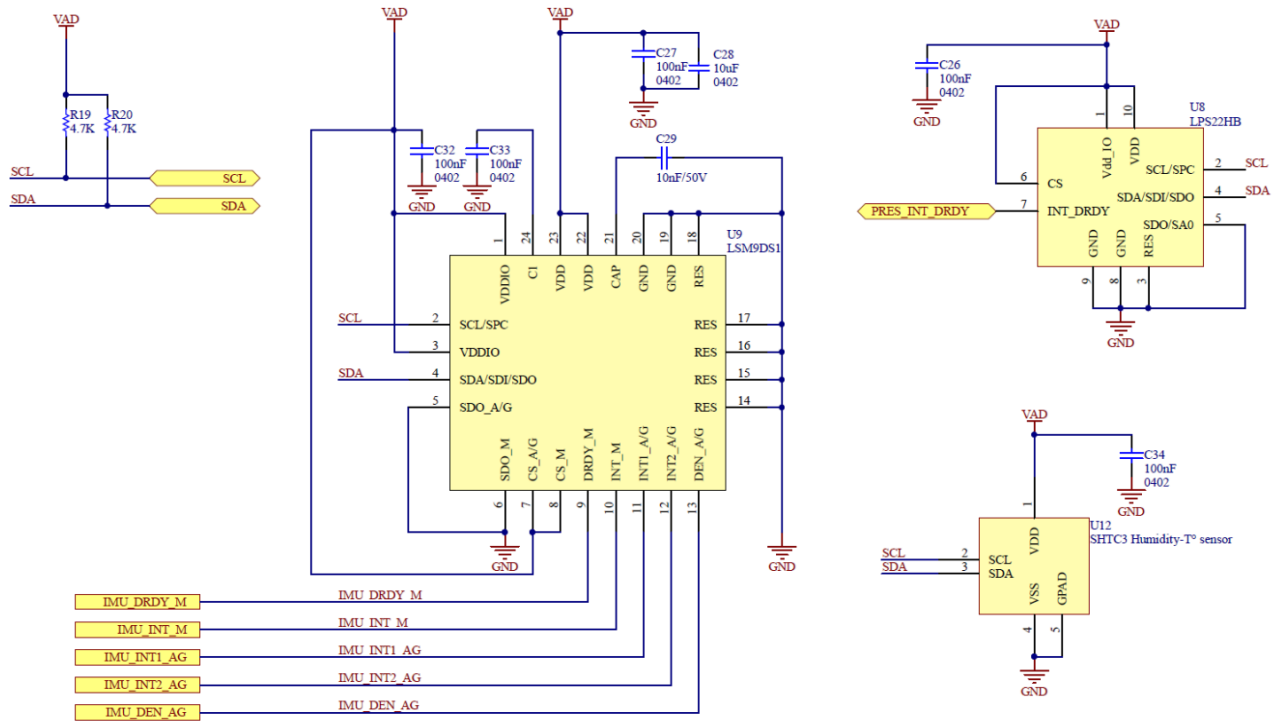 VAD
R19
4.7K
R20
4.7K
SCL
SCL
SDA
SDA
VAD
C32
100nF
0402
GND
C33
100nF
0402
GND
VAD
C27
100nF
0402
C28
10uF
0402
GND
C29
10nF/50V
U9
LSM9DS1
1
24
23
22
21
20
19
18
VDDIO
C1
VDD
VDD
CAP
GND
GND
RES
SCL
2
SCL/SPC
3
VDDIO
SDA
4
SDA/SDI/SDO
5
SDO_A/G
RES
17
RES
16
RES
15
RES
14
SDO_M
CS_A/G
CS_M
DRDY_M
INT_M
INT1_A/G
INT2_A/G
DEN_A/G
6
7
8
9
10
11
12
13
GND
GND
IMU_DRDY_M
IMU_DRDY_M
IMU_INT_M
IMU_INT_M
IMU_INT1_AG
IMU_INT1_AG
IMU_INT2_AG
IMU_INT2_AG
IMU_DEN_AG
IMU_DEN_AG
VAD
C26
100nF
0402
GND
U8
LPS22HB
1
10
Vdd_IO
VDD
6
CS
PRES_INT_DRDY
7
INT_DRDY
SCL/SPC
2
SCL
SDA/SDI/SDO
4
SDA
SDO/SA0
5
GND
GND
RES
9
8
3
GND
VAD
C34
100nF
0402
GND
U12
SHTC3 Humidity-T° sensor
1
VDD
SCL
2
SCL
SDA
3
SDA
VSS
GPAD
4
5
GND